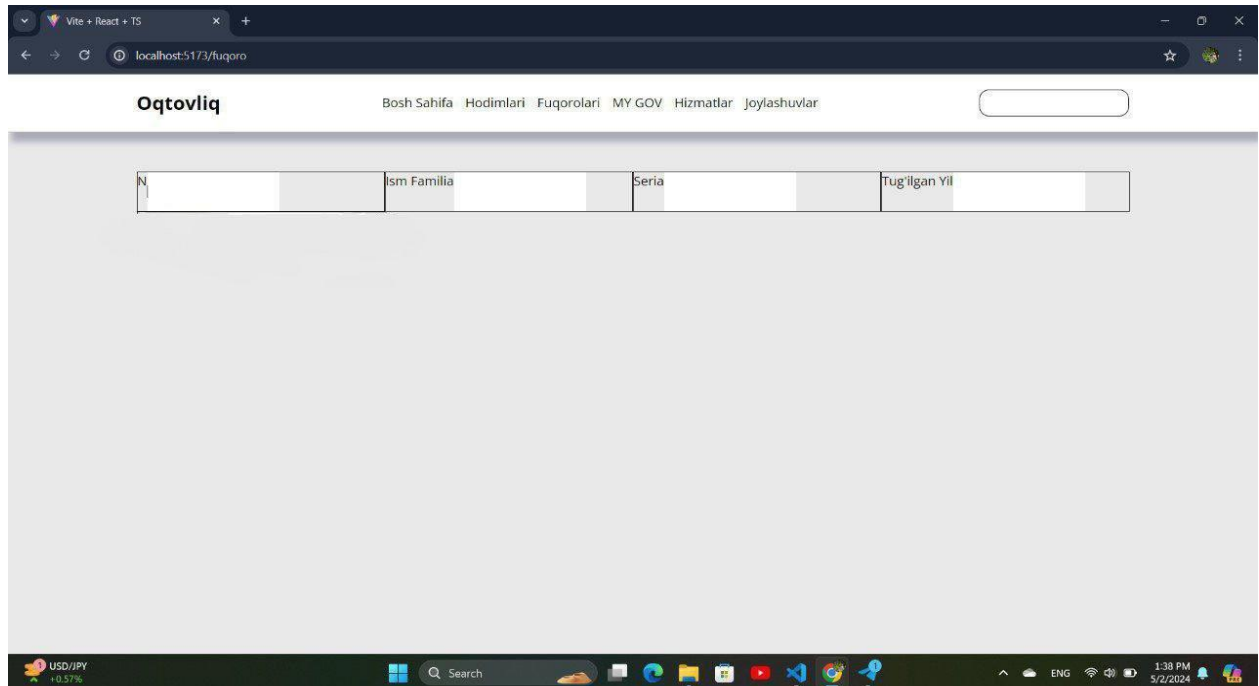 Vite + React + TS
localhost:5173/fuqoro
Oqtovliq
Bosh Sahifa Hodimlari Fuqorolari MY GOV Hizmatlar Joylashuvlar
N Ism Familia Seria Tug'ilgan Yil
1
USD/JPY
+0.57%
Search
ENG
1:38 PM
5/2/2024